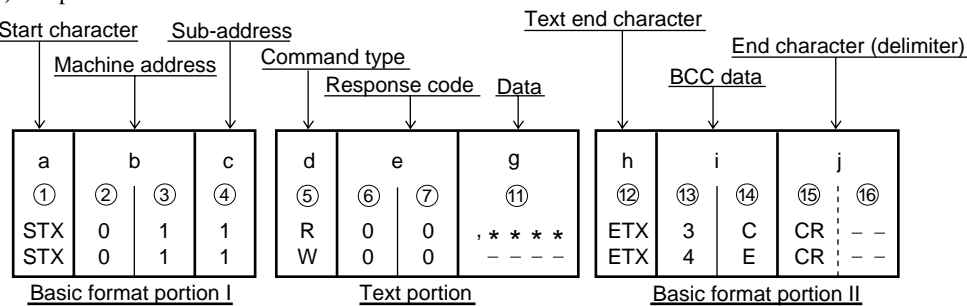 Text end character
Start character Sub-address
Command type End character (delimiter)
Machine address Response code Data BCC data
a b c d e g h i j
① ② ③ ④ ⑤ ⑥ ⑦ ⑪ ⑫ ⑬ ⑭ ⑮ ⑯
STX 0 1 1 R 0 0 , * * * * ETX 3 C CR – –
STX 0 1 1 W 0 0 – – – – ETX 4 E CR – –
Basic format portion I Text portion Basic format portion II